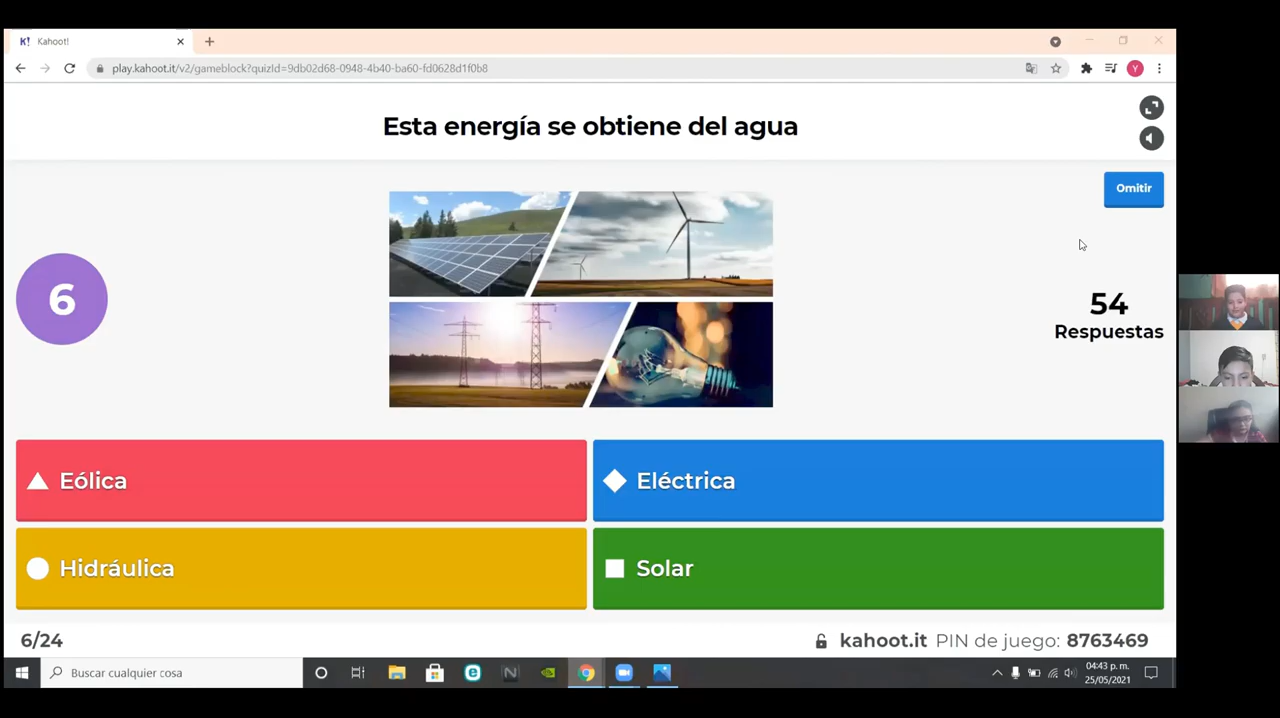 K! Kahoot!
play.kahoot.it/v2/gameblock?quizId=9db02d68-0948-4b40-ba60-fd0628d1f0b8
Y
Esta energía se obtiene del agua
Omitir
6
54
Respuestas
Eólica
Eléctrica
Hidráulica
Solar
6/24
kahoot.it PIN de juego: 8763469
Buscar cualquier cosa
04:43 p. m.
25/05/2021